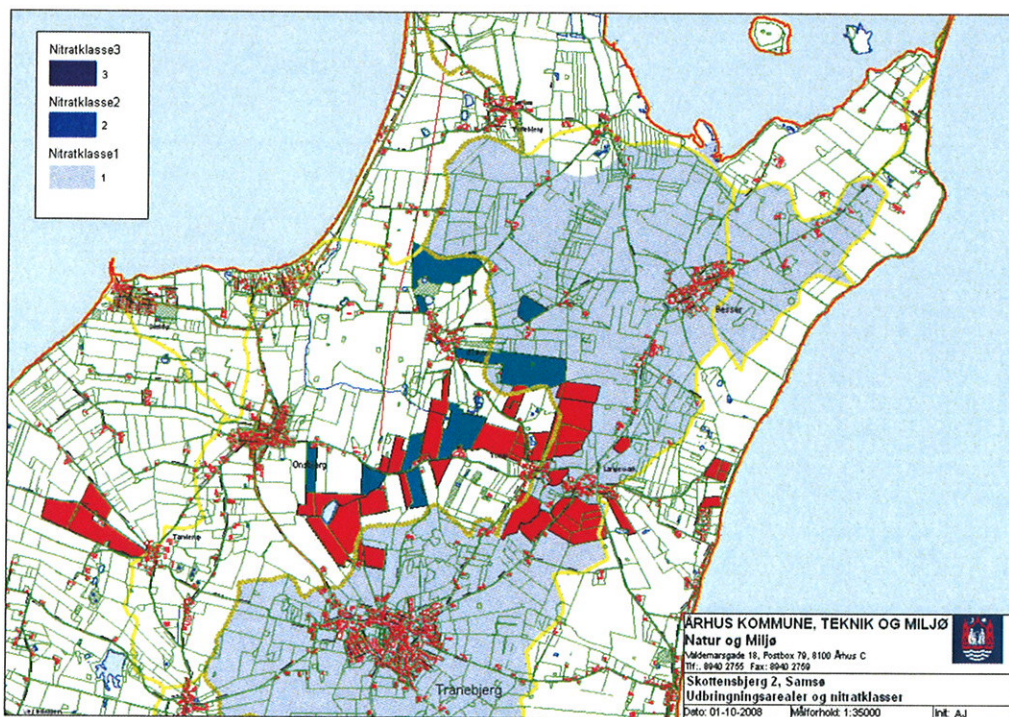 Nitratklasse3
3
Nitratklasse2
2
Nitratklasse1
1
Besser
Onsbjerg
Tanderup
Tranebjerg
ÅRHUS KOMMUNE, TEKNIK OG MILJØ
Natur og Miljø
Valdemarsgade 18, Postbox 79, 8100 Århus C
Tlf.: 8940 2755 Fax: 8940 2769
Skottensbjerg 2, Samsø
Udbringningsarealer og nitratklasser
Dato: 01-10-2008 Målforhold: 1:35000 Init: AJ